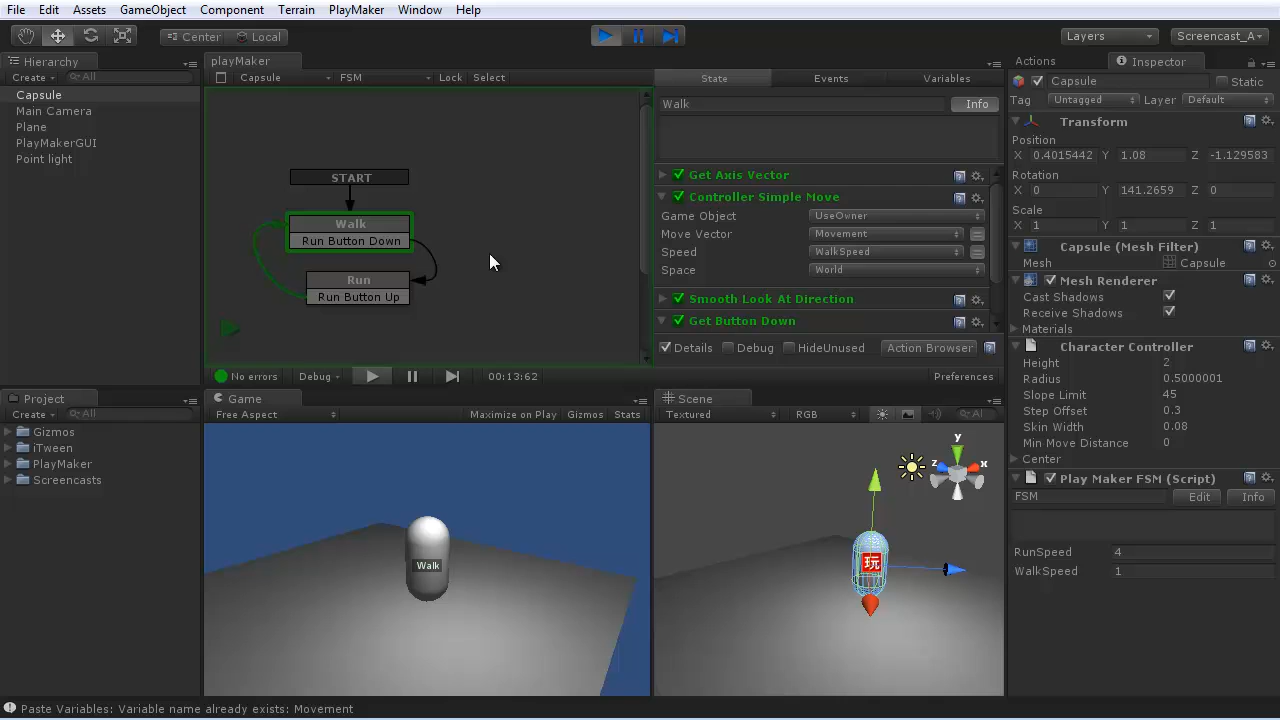 File Edit Assets GameObject Component Terrain PlayMaker Window Help
Center Local Layers Screencast_A
Hierarchy
Create All
Capsule
Main Camera
Plane
PlayMakerGUI
Point light
playMaker
Capsule FSM Lock Select
START
Walk
Run Button Down
Run
Run Button Up
No errors Debug 00:13:62 Preferences
State Events Variables
Walk Info
Get Axis Vector
Controller Simple Move
Game Object UseOwner
Move Vector Movement
Speed WalkSpeed
Space World
Smooth Look At Direction
Get Button Down
Details Debug HideUnused Action Browser
Actions Inspector
Capsule Static
Tag Untagged Layer Default
Transform
Position
X 0.4015442 Y 1.08 Z -1.129583
Rotation
X 0 Y 141.2659 Z 0
Scale
X 1 Y 1 Z 1
Capsule (Mesh Filter)
Mesh Capsule
Mesh Renderer
Cast Shadows
Receive Shadows
Materials
Character Controller
Height 2
Radius 0.5000001
Slope Limit 45
Step Offset 0.3
Skin Width 0.08
Min Move Distance 0
Center
Play Maker FSM (Script)
FSM Edit Info
RunSpeed 4
WalkSpeed 1
Project
Create All
Gizmos
iTween
PlayMaker
Screencasts
Game
Free Aspect Maximize on Play Gizmos Stats
Walk
Scene
Textured RGB Al
y
z x
玩
Paste Variables: Variable name already exists: Movement